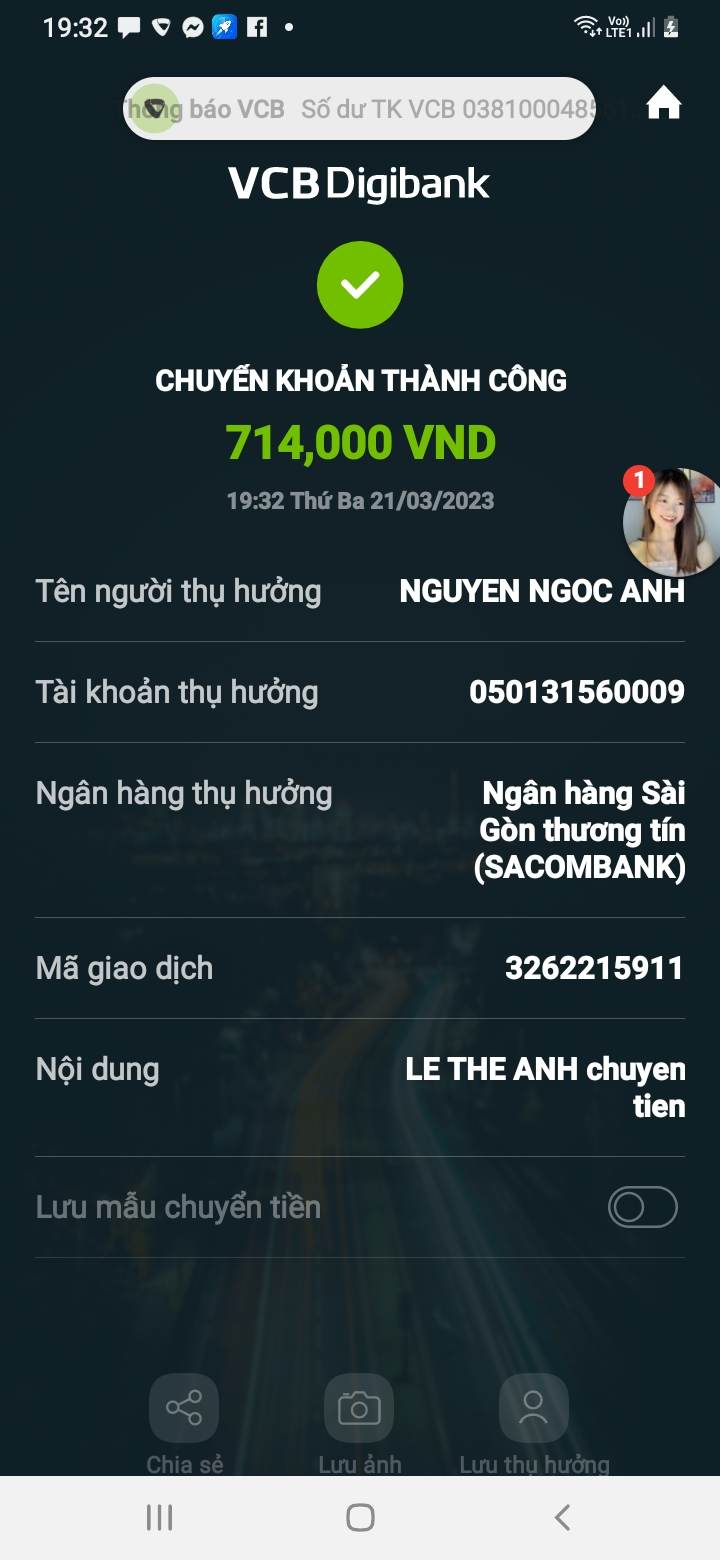 19:32
Vo))
LTE1
Thông báo VCB Số dư TK VCB 038100048
VCB Digibank
CHUYỂN KHOẢN THÀNH CÔNG
714,000 VND
19:32 Thứ Ba 21/03/2023
1
Tên người thụ hưởng NGUYEN NGOC ANH
Tài khoản thụ hưởng 050131560009
Ngân hàng thụ hưởng Ngân hàng Sài
Gòn thương tín
(SACOMBANK)
Mã giao dịch 3262215911
Nội dung LE THE ANH chuyen
tien
Lưu mẫu chuyển tiền
Chia sẻ Lưu ảnh Lưu thụ hưởng